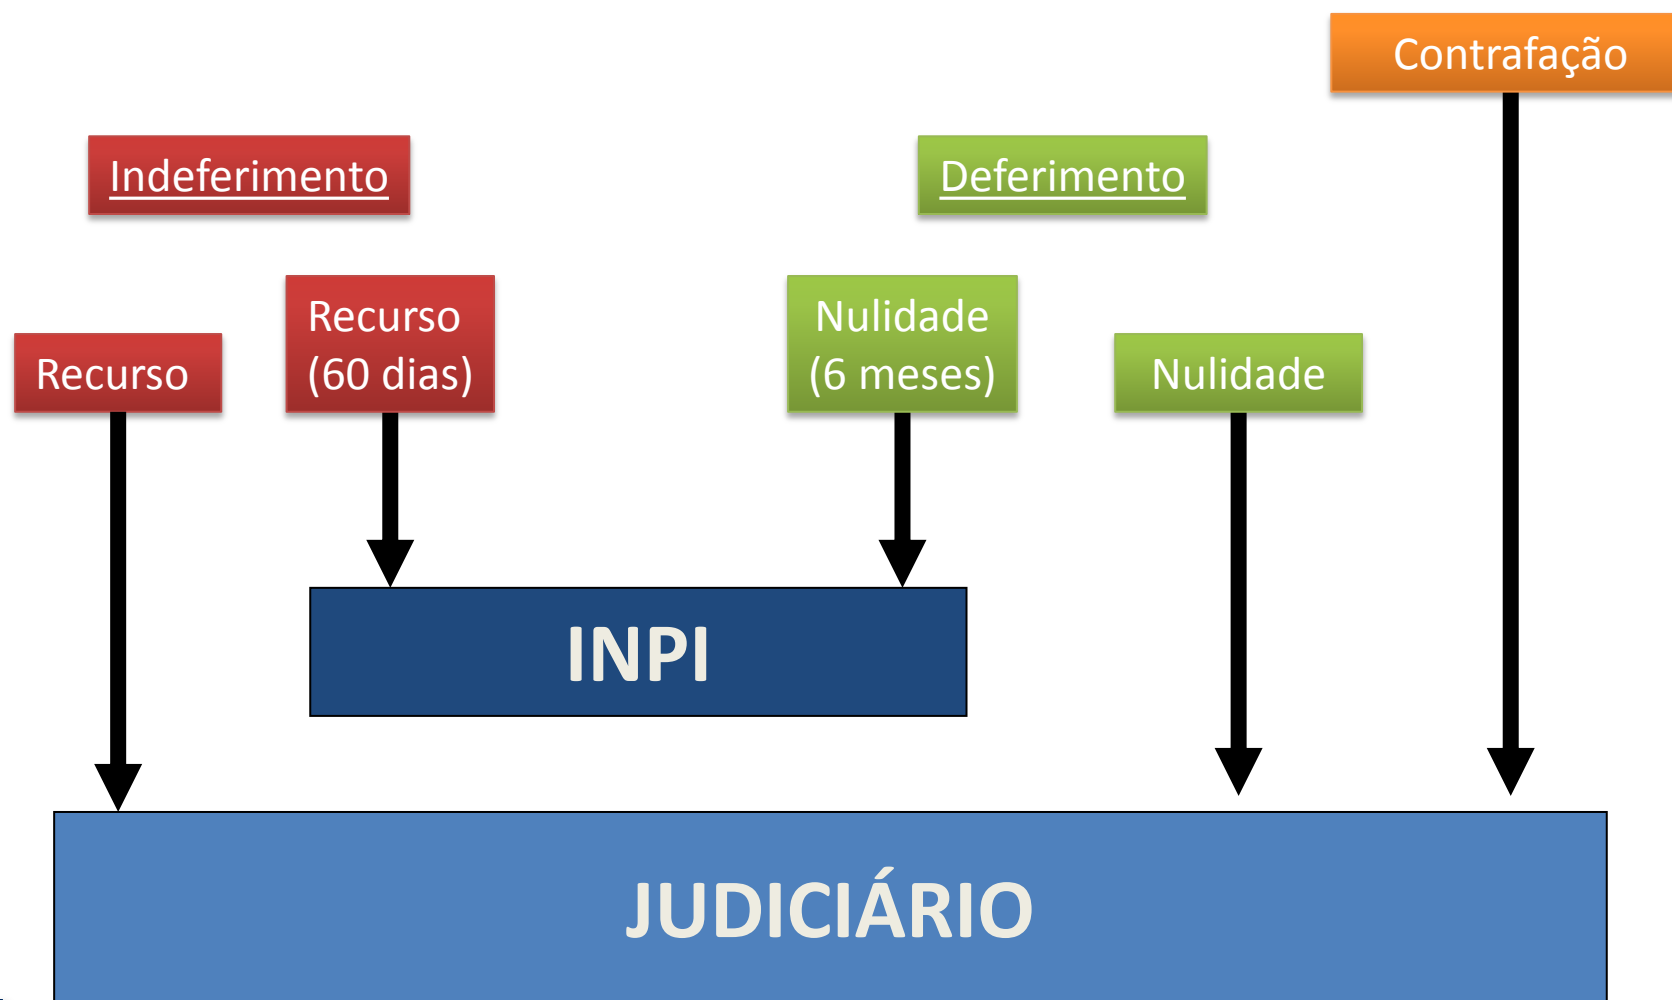 Contrafação
Indeferimento
Deferimento
Recurso
Recurso
(60 dias)
Nulidade
(6 meses)
Nulidade
INPI
JUDICIÁRIO